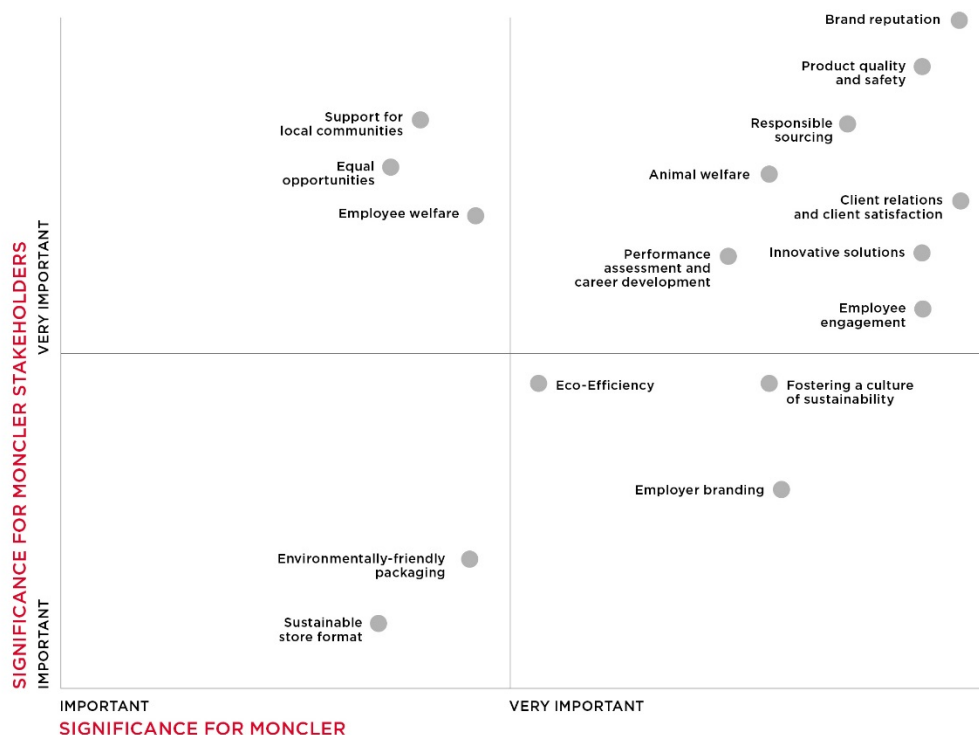 Brand reputation
Product quality
and safety
Support for
local communities
Responsible
sourcing
Equal
opportunities
Animal welfare
Client relations
and client satisfaction
Employee welfare
Performance
assessment and
career development
Innovative solutions
Employee
engagement
Eco-Efficiency
Fostering a culture
of sustainability
Employer branding
Environmentally-friendly
packaging
Sustainable
store format
SIGNIFICANCE FOR MONCLER STAKEHOLDERS
VERY IMPORTANT
IMPORTANT
IMPORTANT
VERY IMPORTANT
SIGNIFICANCE FOR MONCLER